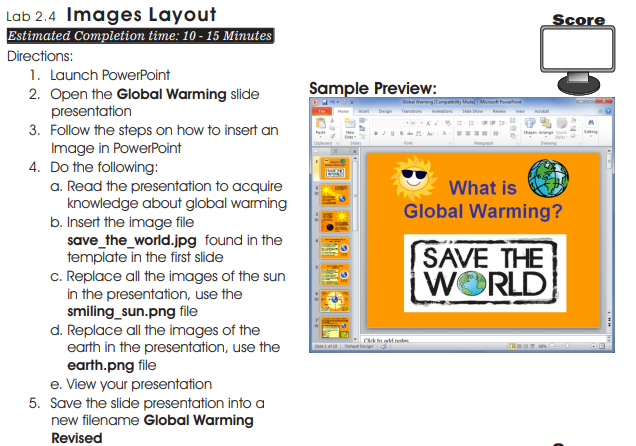 Lab 2.4 Images Layout
Score
Estimated Completion time: 10 - 15 Minutes
Directions:
1. Launch PowerPoint
2. Open the Global Warming slide
presentation
3. Follow the steps on how to insert an
Image in PowerPoint
4. Do the following:
a. Read the presentation to acquire
knowledge about global warming
b. Insert the image file
save_the_world.jpg found in the
template in the first slide
c. Replace all the images of the sun
in the presentation, use the
smiling_sun.png file
d. Replace all the images of the
earth in the presentation, use the
earth.png file
e. View your presentation
5. Save the slide presentation into a
new filename Global Warming
Revised
Sample Preview:
Global Warming [Compatibility Mode] - Microsoft PowerPoint
File Home Insert Design Transitions Animations Slide Show Review View Acrobat
Paste New Slide Shapes Arrange Quick Styles Editing
Clipboard Slides Font Paragraph Drawing
What is
Global Warming?
SAVE THE
WORLD
Click to add notes
Slide 1 of 10 "Default Design"